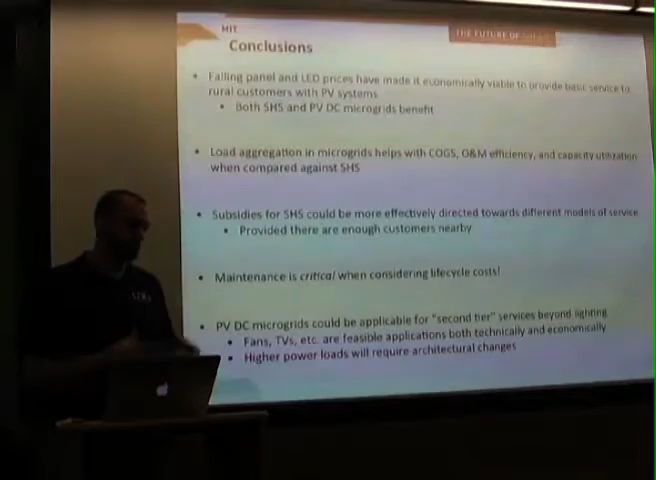 MIT
THE FUTURE OF
Conclusions
• Falling panel and LED prices have made it economically viable to provide basic service to
rural customers with PV systems
• Both SHS and PV DC microgrids benefit
• Load aggregation in microgrids helps with COGS, O&M efficiency, and capacity utilization
when compared against SHS
• Subsidies for SHS could be more effectively directed towards different models of service
• Provided there are enough customers nearby
• Maintenance is critical when considering lifecycle costs!
• PV DC microgrids could be applicable for "second tier" services beyond lighting
• Fans, TVs, etc. are feasible applications both technically and economically
• Higher power loads will require architectural changes